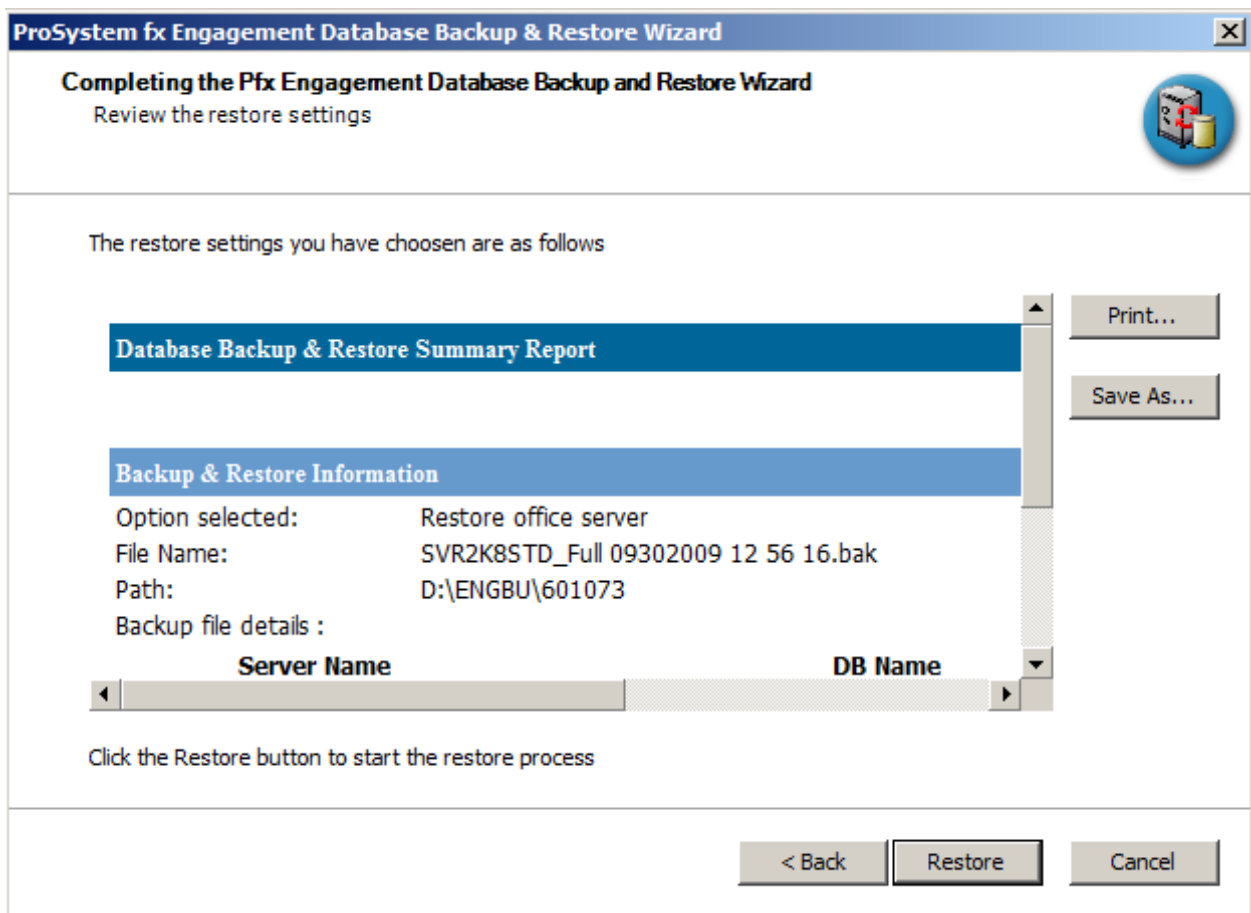 ProSystem fx Engagement Database Backup & Restore Wizard
Completing the Pfx Engagement Database Backup and Restore Wizard
Review the restore settings
The restore settings you have choosen are as follows
Print...
Database Backup & Restore Summary Report
Save As...
Backup & Restore Information
Option selected: Restore office server
File Name: SVR2K8STD_Full 09302009 12 56 16.bak
Path: D:\ENGBU\601073
Backup file details :
Server Name DB Name
Click the Restore button to start the restore process
< Back Restore Cancel